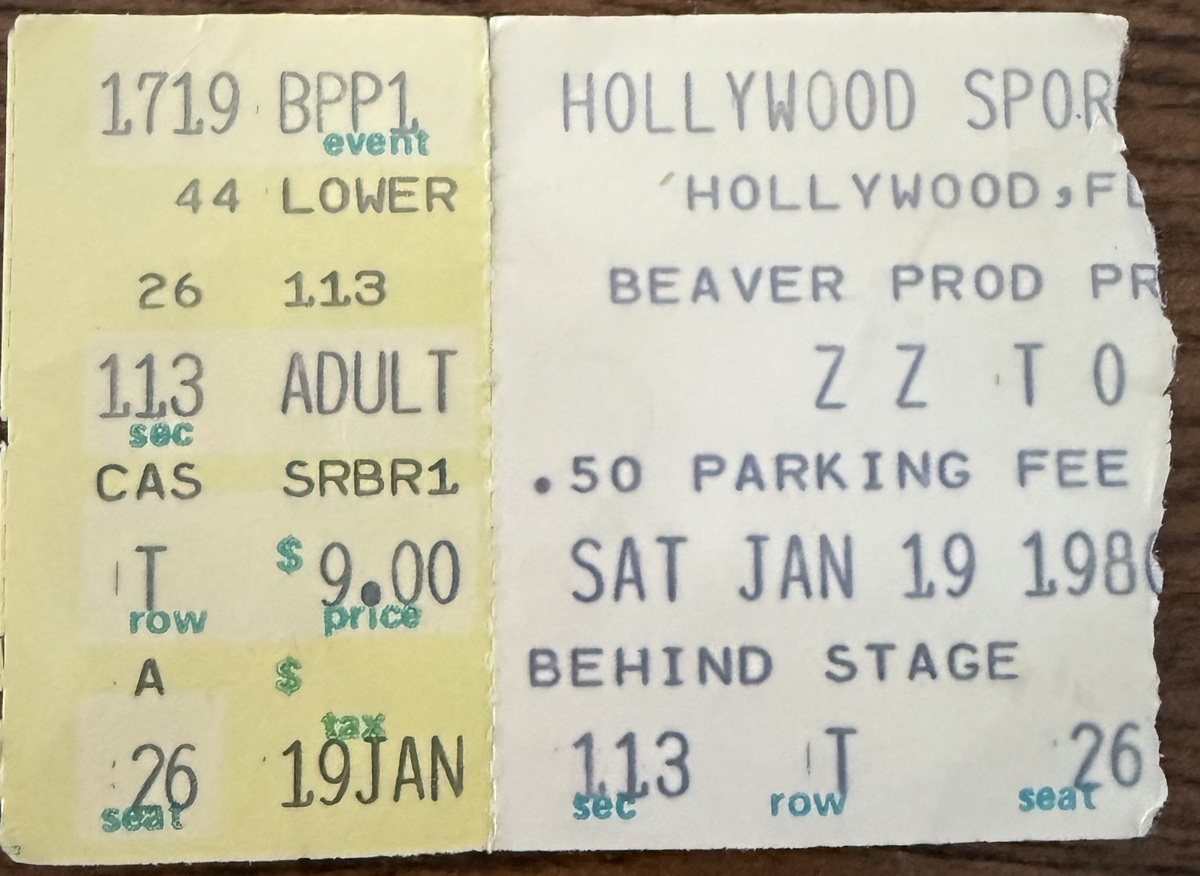 1719 BPP1
event
44 LOWER
26 113
113 ADULT
sec
CAS SRBR1
T $ 9.00
row price
A $
tax
26 19JAN
seat
HOLLYWOOD SPOR
HOLLYWOOD,FL
BEAVER PROD PR
Z Z T O
.50 PARKING FEE
SAT JAN 19 1980
BEHIND STAGE
113 T 26
sec row seat